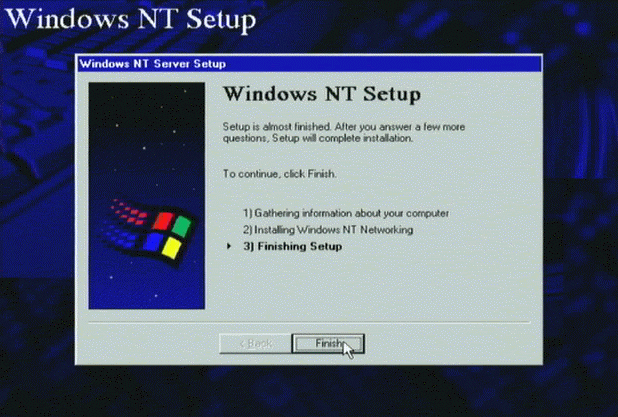 Windows NT Setup
Windows NT Server Setup
Windows NT Setup
Setup is almost finished. After you answer a few more
questions, Setup will complete installation.
To continue, click Finish.
1) Gathering information about your computer
2) Installing Windows NT Networking
3) Finishing Setup
< Back
Finish